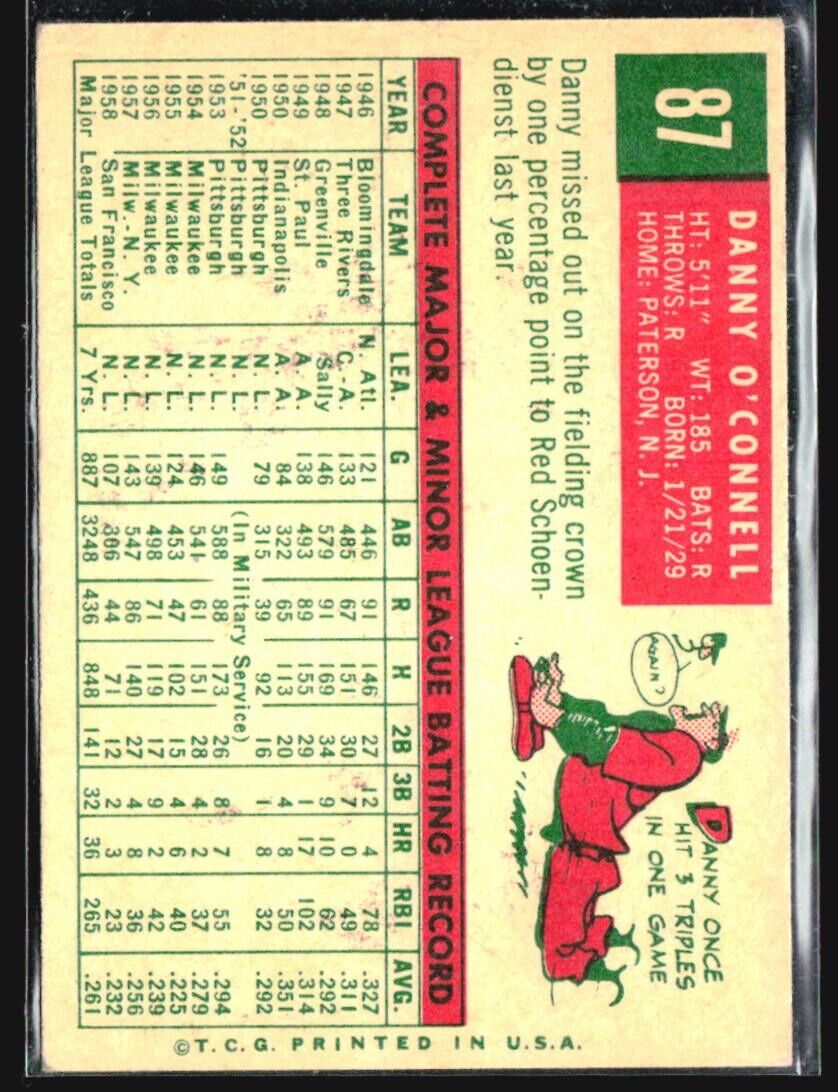 87
DANNY O'CONNELL
HT: 5'11" WT: 185 BATS: R
THROWS: R BORN: 1/21/29
HOME: PATERSON, N. J.
Danny missed out on the fielding crown
by one percentage point to Red Schoen-
dienst last year.
AGAIN?
DANNY ONCE
HIT 3 TRIPLES
IN ONE GAME
COMPLETE MAJOR & MINOR LEAGUE BATTING RECORD
YEAR TEAM LEA. G AB R H 2B 3B HR RBI. AVG.
1946 Bloomingdale N. Atl. 121 446 91 146 27 12 4 78 .327
1947 Three Rivers C.-A. 133 485 67 151 30 7 0 49 .311
1948 Greenville Sally 146 579 91 169 34 9 10 62 .292
1949 St. Paul A. A. 138 493 89 155 29 1 17 102 .314
1950 Indianapolis A. A. 84 322 65 113 20 4 8 50 .351
1950 Pittsburgh N. L. 79 315 39 92 16 1 8 32 .292
'51-'52 Pittsburgh N. L. (In Military Service)
1953 Pittsburgh N. L. 149 588 88 173 26 8 7 55 .294
1954 Milwaukee N. L. 146 541 61 151 28 4 2 37 .279
1955 Milwaukee N. L. 124 453 47 102 15 4 6 40 .225
1956 Milwaukee N. L. 139 498 71 119 17 9 2 42 .239
1957 Milw.-N. Y. N. L. 143 547 86 140 27 4 8 36 .256
1958 San Francisco N. L. 107 306 44 71 12 2 3 23 .232
Major League Totals 7 Yrs. 887 3248 436 848 141 32 36 265 .261
© T. C. G. PRINTED IN U.S.A.